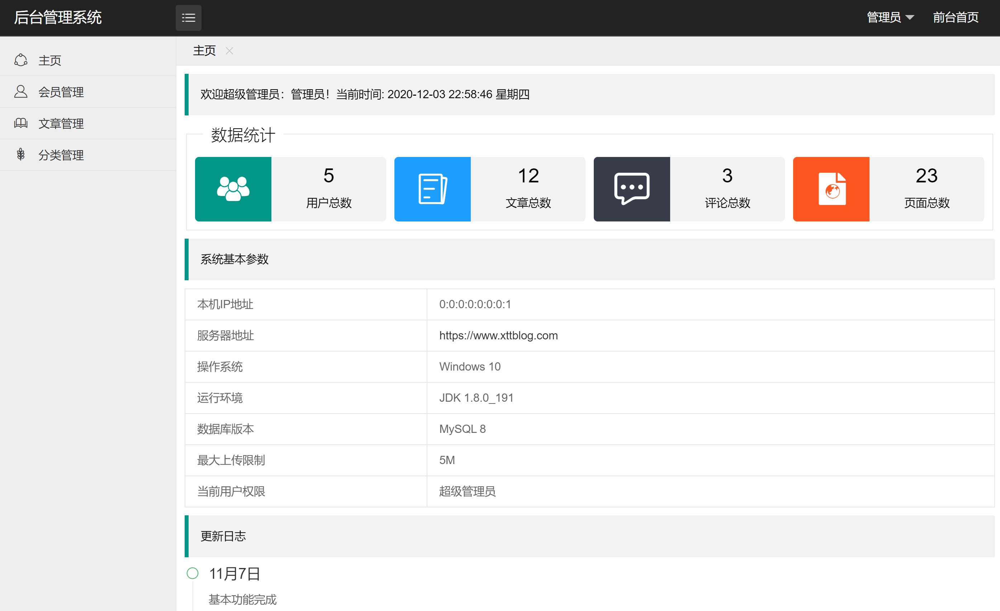 后台管理系统
管理员
前台首页
主页
会员管理
文章管理
分类管理
主页
欢迎超级管理员：管理员！当前时间: 2020-12-03 22:58:46 星期四
数据统计
5
用户总数
12
文章总数
3
评论总数
23
页面总数
系统基本参数
本机IP地址 0:0:0:0:0:0:0:1
服务器地址 https://www.xttblog.com
操作系统 Windows 10
运行环境 JDK 1.8.0_191
数据库版本 MySQL 8
最大上传限制 5M
当前用户权限 超级管理员
更新日志
11月7日
基本功能完成